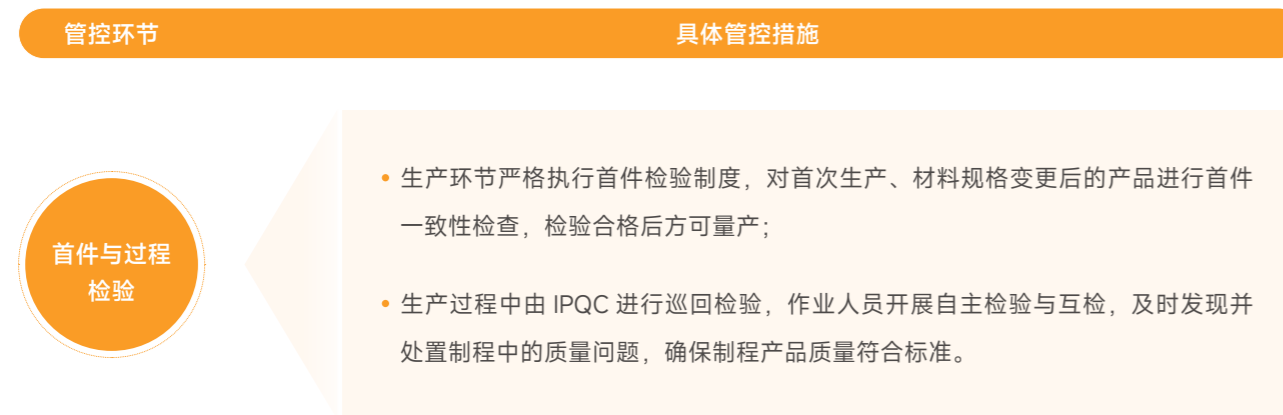 管控环节 具体管控措施
• 生产环节严格执行首件检验制度，对首次生产、材料规格变更后的产品进行首件
一致性检查，检验合格后方可量产；
首件与过程
检验
• 生产过程中由 IPQC 进行巡回检验，作业人员开展自主检验与互检，及时发现并
处置制程中的质量问题，确保制程产品质量符合标准。